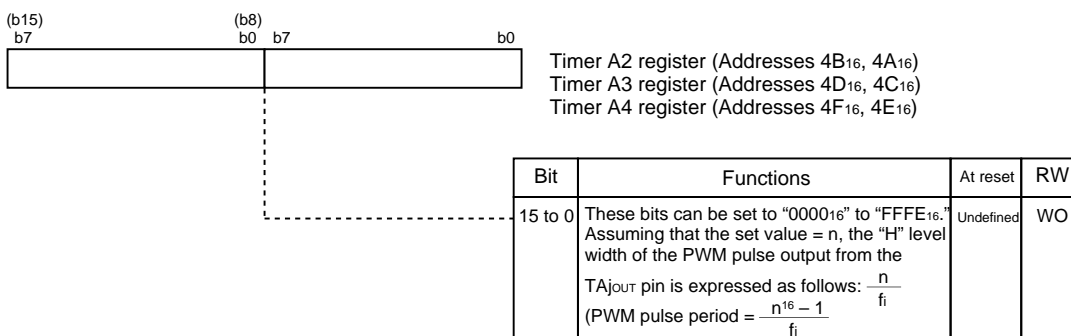 (b15) (b8)
b7 b0 b7 b0
Timer A2 register (Addresses 4B16, 4A16)
Timer A3 register (Addresses 4D16, 4C16)
Timer A4 register (Addresses 4F16, 4E16)
Bit Functions At reset RW
15 to 0 These bits can be set to “000016” to “FFFE16.” Undefined WO
Assuming that the set value = n, the “H” level
width of the PWM pulse output from the
TAjOUT pin is expressed as follows: n
fi
(PWM pulse period = n16 – 1
fi